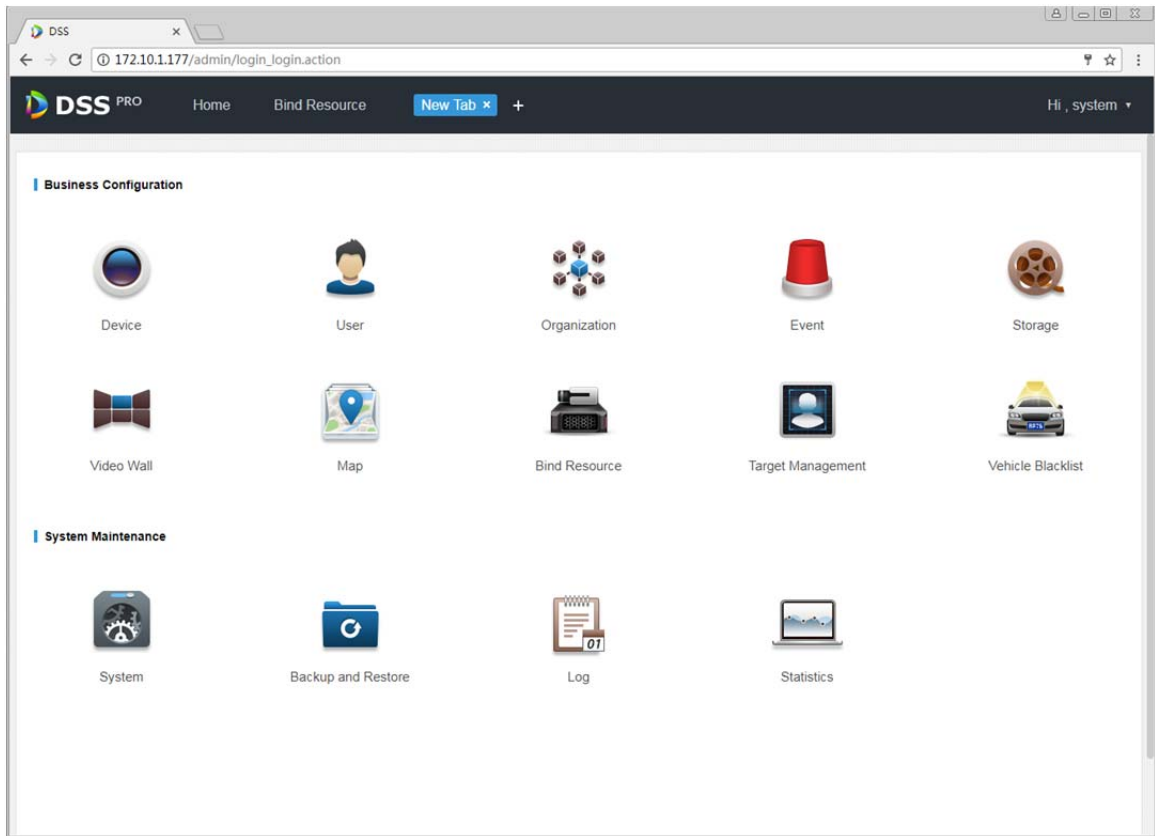 DSS
172.10.1.177/admin/login_login.action
DSS PRO Home Bind Resource New Tab × + Hi , system
Business Configuration
Device User Organization Event Storage
Video Wall Map Bind Resource Target Management Vehicle Blacklist
System Maintenance
01
System Backup and Restore Log Statistics